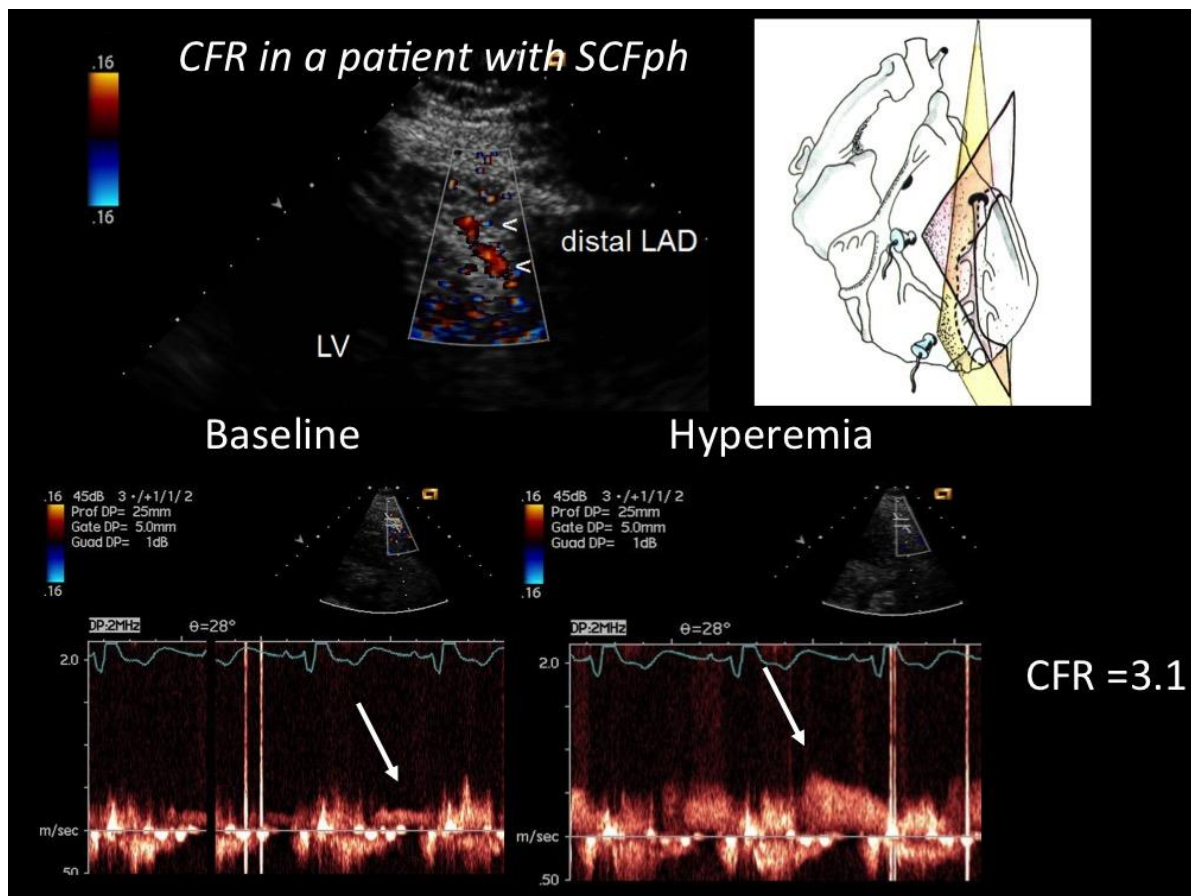 CFR in a patient with SCFph
.16
.16
distal LAD
LV
Baseline
Hyperemia
.16 45dB 3 •/+1/1/ 2
Prof DP= 25mm
Gate DP= 5.0mm
Guad DP= 1dB
.16
DP:2MHz θ=28°
2.0
m/sec
.50
.16 45dB 3 •/+1/1/ 2
Prof DP= 25mm
Gate DP= 5.0mm
Guad DP= 1dB
.16
DP:2MHz θ=28°
2.0
m/sec
.50
CFR =3.1